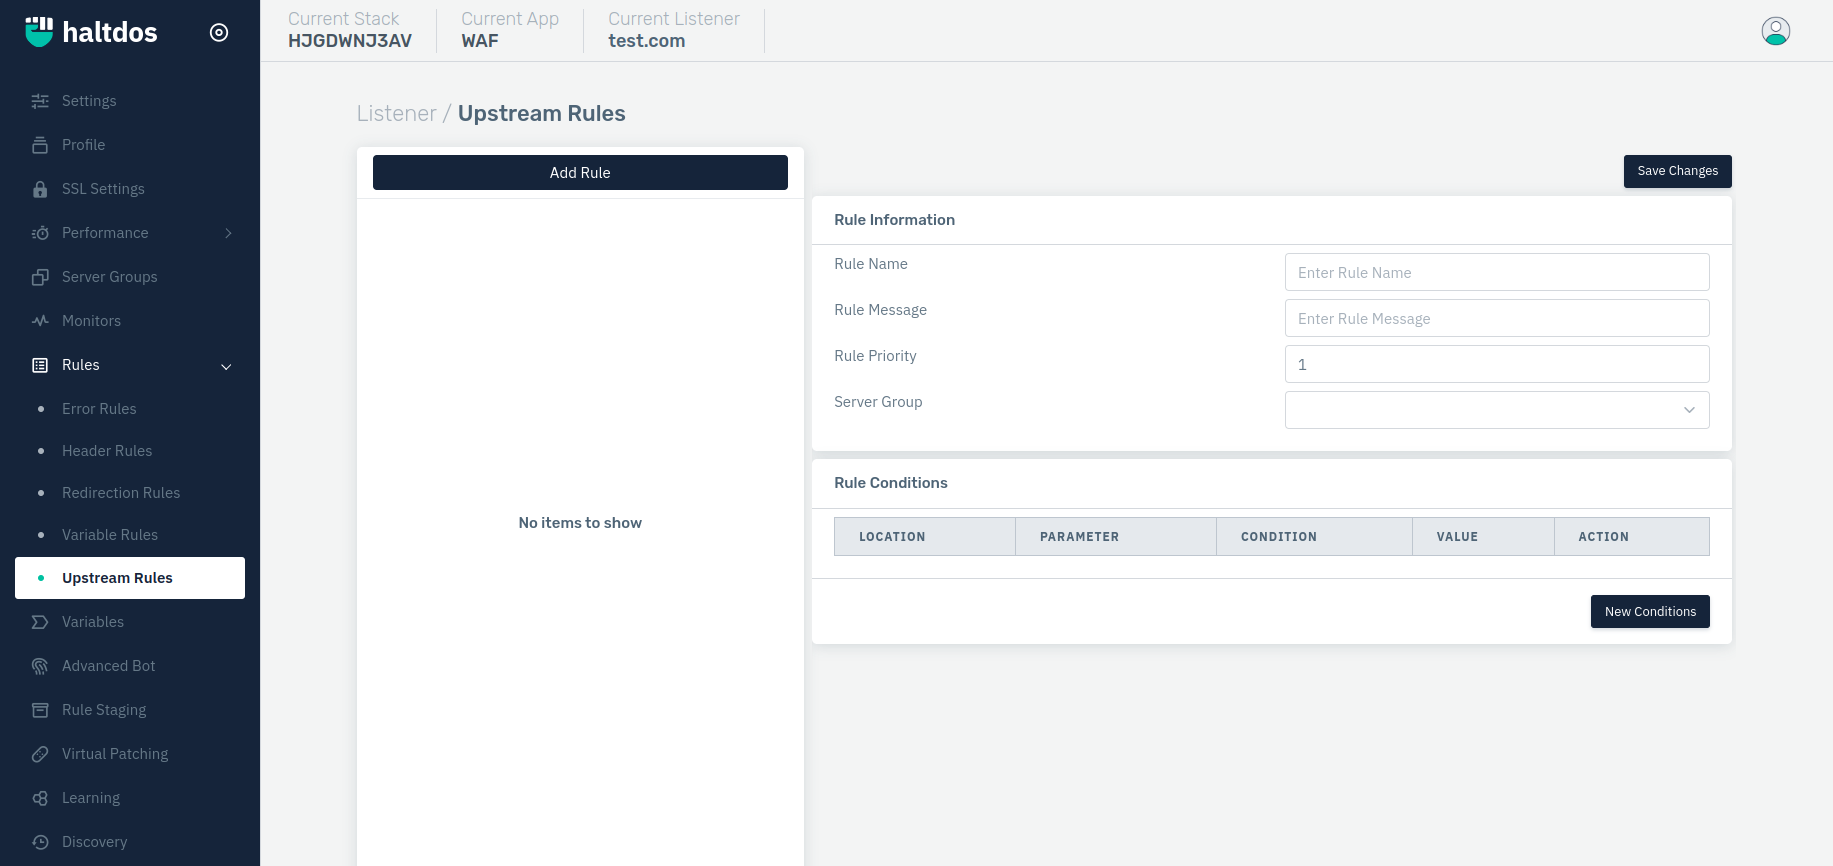 haltdos
Current Stack
HJGDWNJ3AV
Current App
WAF
Current Listener
test.com
Settings
Profile
SSL Settings
Performance
Server Groups
Monitors
Rules
Error Rules
Header Rules
Redirection Rules
Variable Rules
Upstream Rules
Variables
Advanced Bot
Rule Staging
Virtual Patching
Learning
Discovery
Listener / Upstream Rules
Add Rule
No items to show
Save Changes
Rule Information
Rule Name
Enter Rule Name
Rule Message
Enter Rule Message
Rule Priority
1
Server Group
Rule Conditions
LOCATION PARAMETER CONDITION VALUE ACTION
New Conditions